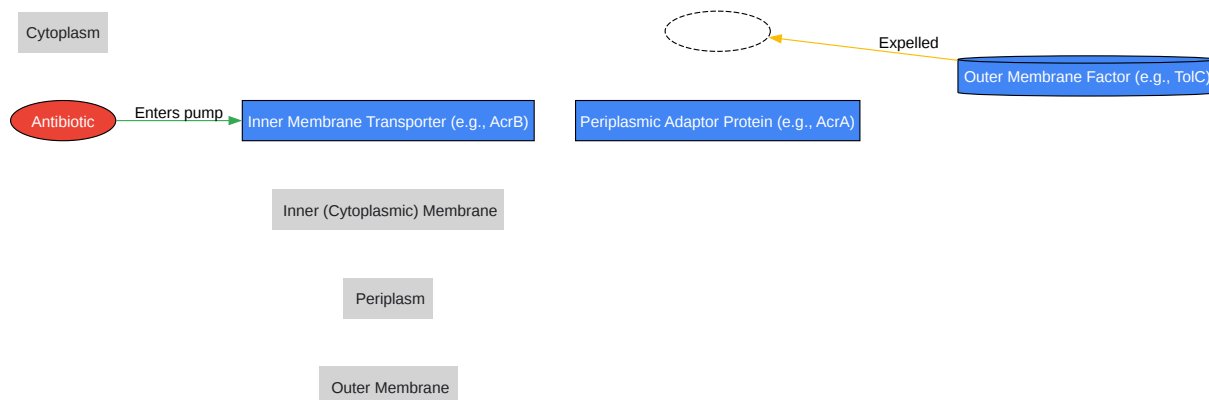 Cytoplasm
Expelled
Outer Membrane Factor (e.g., TolC)
Antibiotic
Enters pump
Inner Membrane Transporter (e.g., AcrB)
Periplasmic Adaptor Protein (e.g., AcrA)
Inner (Cytoplasmic) Membrane
Periplasm
Outer Membrane